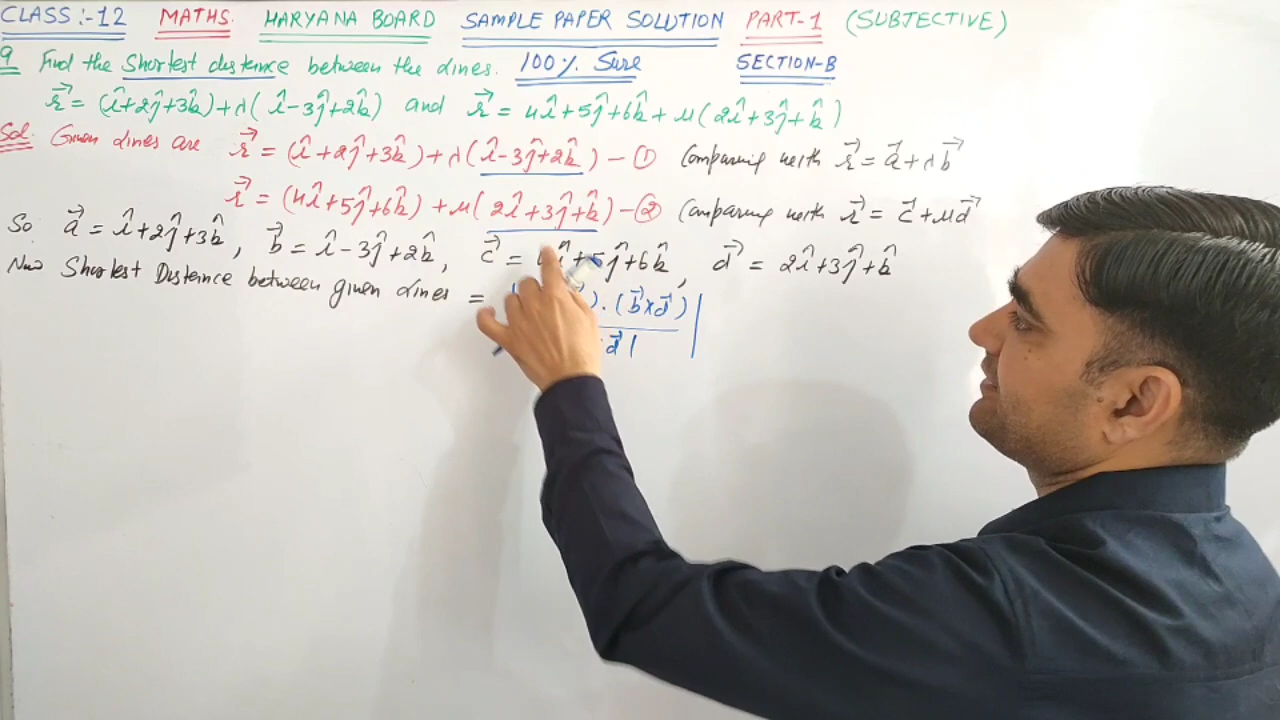 CLASS :- 12 MATHS. HARYANA BOARD SAMPLE PAPER SOLUTION PART-1 (SUBJECTIVE)
9 Find the Shortest distance between the lines. 100% Sure SECTION-B
r⃗ = (î+2ĵ+3k̂)+λ(î-3ĵ+2k̂) and r⃗ = 4î+5ĵ+6k̂+μ(2î+3ĵ+k̂)
Sol. Given lines are r⃗ = (î+2ĵ+3k̂)+λ(î-3ĵ+2k̂) — ① Comparing with r⃗ = a⃗+λb⃗
r⃗ = (4î+5ĵ+6k̂)+μ(2î+3ĵ+k̂) — ② Comparing with r⃗ = c⃗+μd⃗
So a⃗ = î+2ĵ+3k̂, b⃗ = î-3ĵ+2k̂, c⃗ = 4î+5ĵ+6k̂, d⃗ = 2î+3ĵ+k̂
Now Shortest Distance between given lines = ).(b⃗×d⃗)|
d⃗|